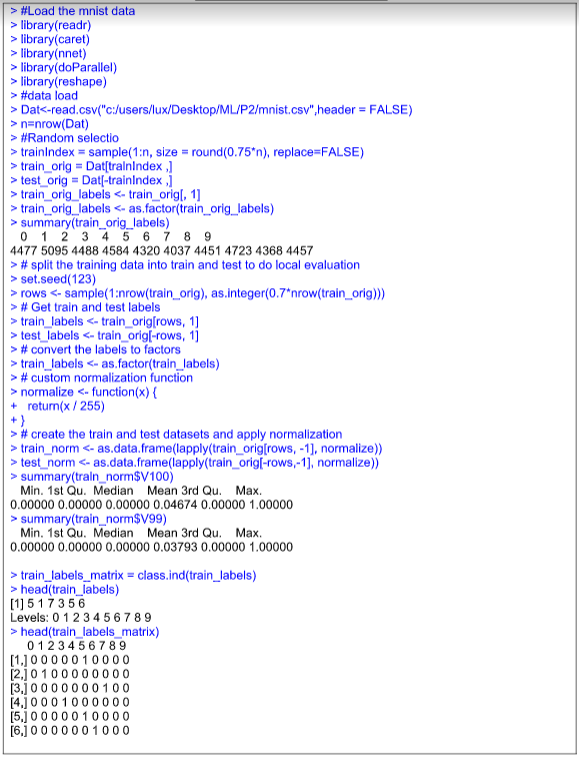 > #Load the mnist data
> library(readr)
> library(caret)
> library(nnet)
> library(doParallel)
> library(reshape)
> #data load
> Dat<-read.csv("c:/users/lux/Desktop/ML/P2/mnist.csv",header = FALSE)
> n=nrow(Dat)
> #Random selectio
> trainIndex = sample(1:n, size = round(0.75*n), replace=FALSE)
> train_orig = Dat[trainIndex ,]
> test_orig = Dat[-trainIndex ,]
> train_orig_labels <- train_orig[, 1]
> train_orig_labels <- as.factor(train_orig_labels)
> summary(train_orig_labels)
0 1 2 3 4 5 6 7 8 9
4477 5095 4488 4584 4320 4037 4451 4723 4368 4457
> # split the training data into train and test to do local evaluation
> set.seed(123)
> rows <- sample(1:nrow(train_orig), as.integer(0.7*nrow(train_orig)))
> # Get train and test labels
> train_labels <- train_orig[rows, 1]
> test_labels <- train_orig[-rows, 1]
> # convert the labels to factors
> train_labels <- as.factor(train_labels)
> # custom normalization function
> normalize <- function(x) {
+ return(x / 255)
+ }
> # create the train and test datasets and apply normalization
> train_norm <- as.data.frame(lapply(train_orig[rows, -1], normalize))
> test_norm <- as.data.frame(lapply(train_orig[-rows,-1], normalize))
> summary(train_norm$V100)
Min. 1st Qu. Median Mean 3rd Qu. Max.
0.00000 0.00000 0.00000 0.04674 0.00000 1.00000
> summary(train_norm$V99)
Min. 1st Qu. Median Mean 3rd Qu. Max.
0.00000 0.00000 0.00000 0.03793 0.00000 1.00000
> train_labels_matrix = class.ind(train_labels)
> head(train_labels)
[1] 5 1 7 3 5 6
Levels: 0 1 2 3 4 5 6 7 8 9
> head(train_labels_matrix)
0 1 2 3 4 5 6 7 8 9
[1,] 0 0 0 0 0 1 0 0 0 0
[2,] 0 1 0 0 0 0 0 0 0 0
[3,] 0 0 0 0 0 0 0 1 0 0
[4,] 0 0 0 1 0 0 0 0 0 0
[5,] 0 0 0 0 0 1 0 0 0 0
[6,] 0 0 0 0 0 0 1 0 0 0